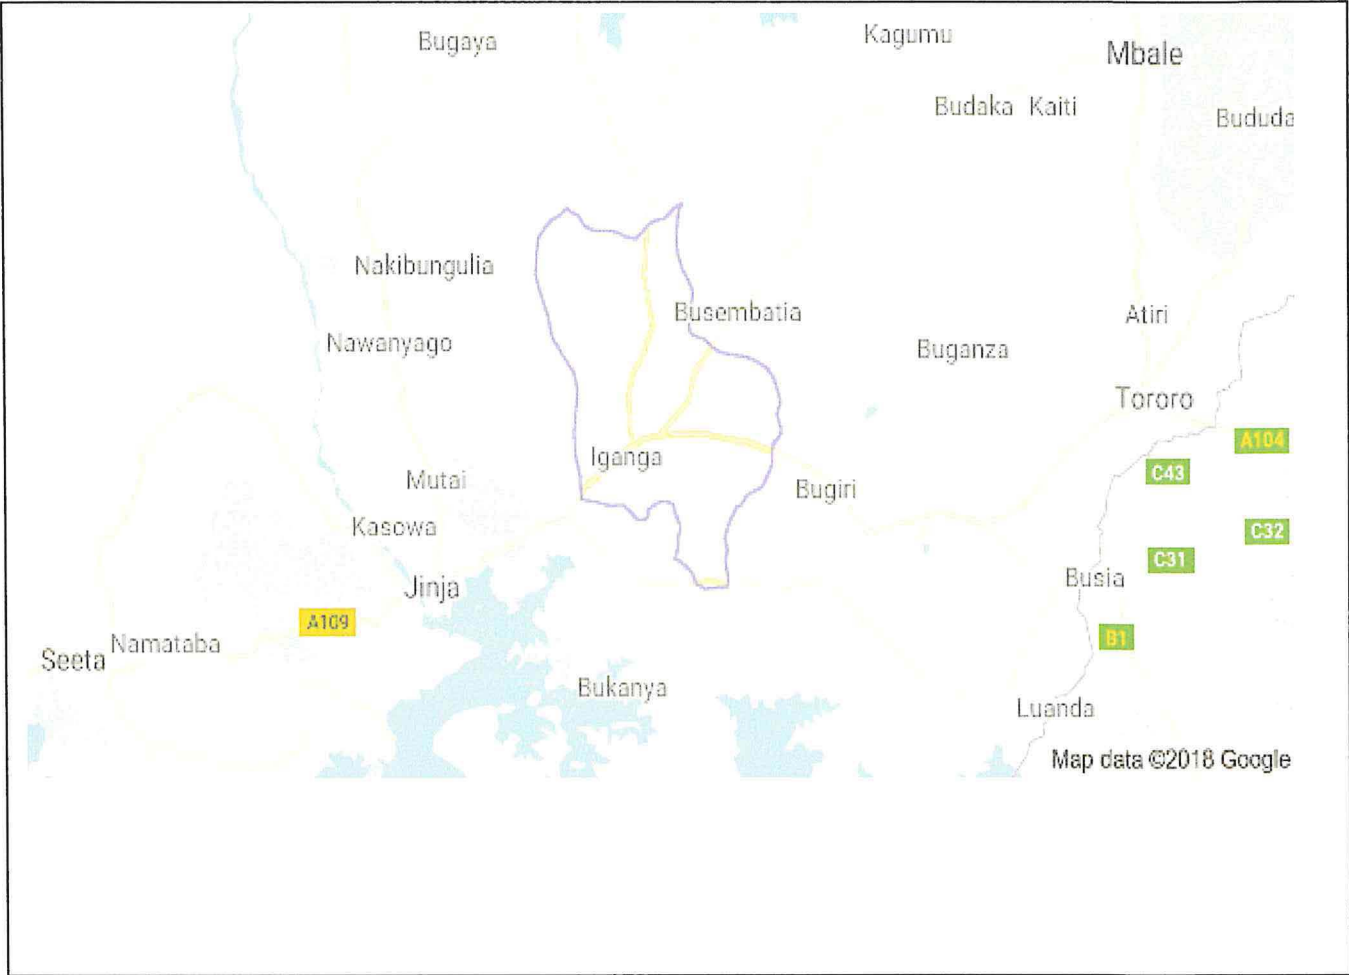 Bugaya
Kagumu
Mbale
Budaka Kaiti
Bududa
Nakibungulia
Busembatia
Atiri
Nawanyago
Buganza
Tororo
A104
Iganga
C43
Mutai
Bugiri
Kasowa
C32
C31
Jinja
Busia
A109
Namataba
B1
Seeta
Bukanya
Luanda
Map data ©2018 Google